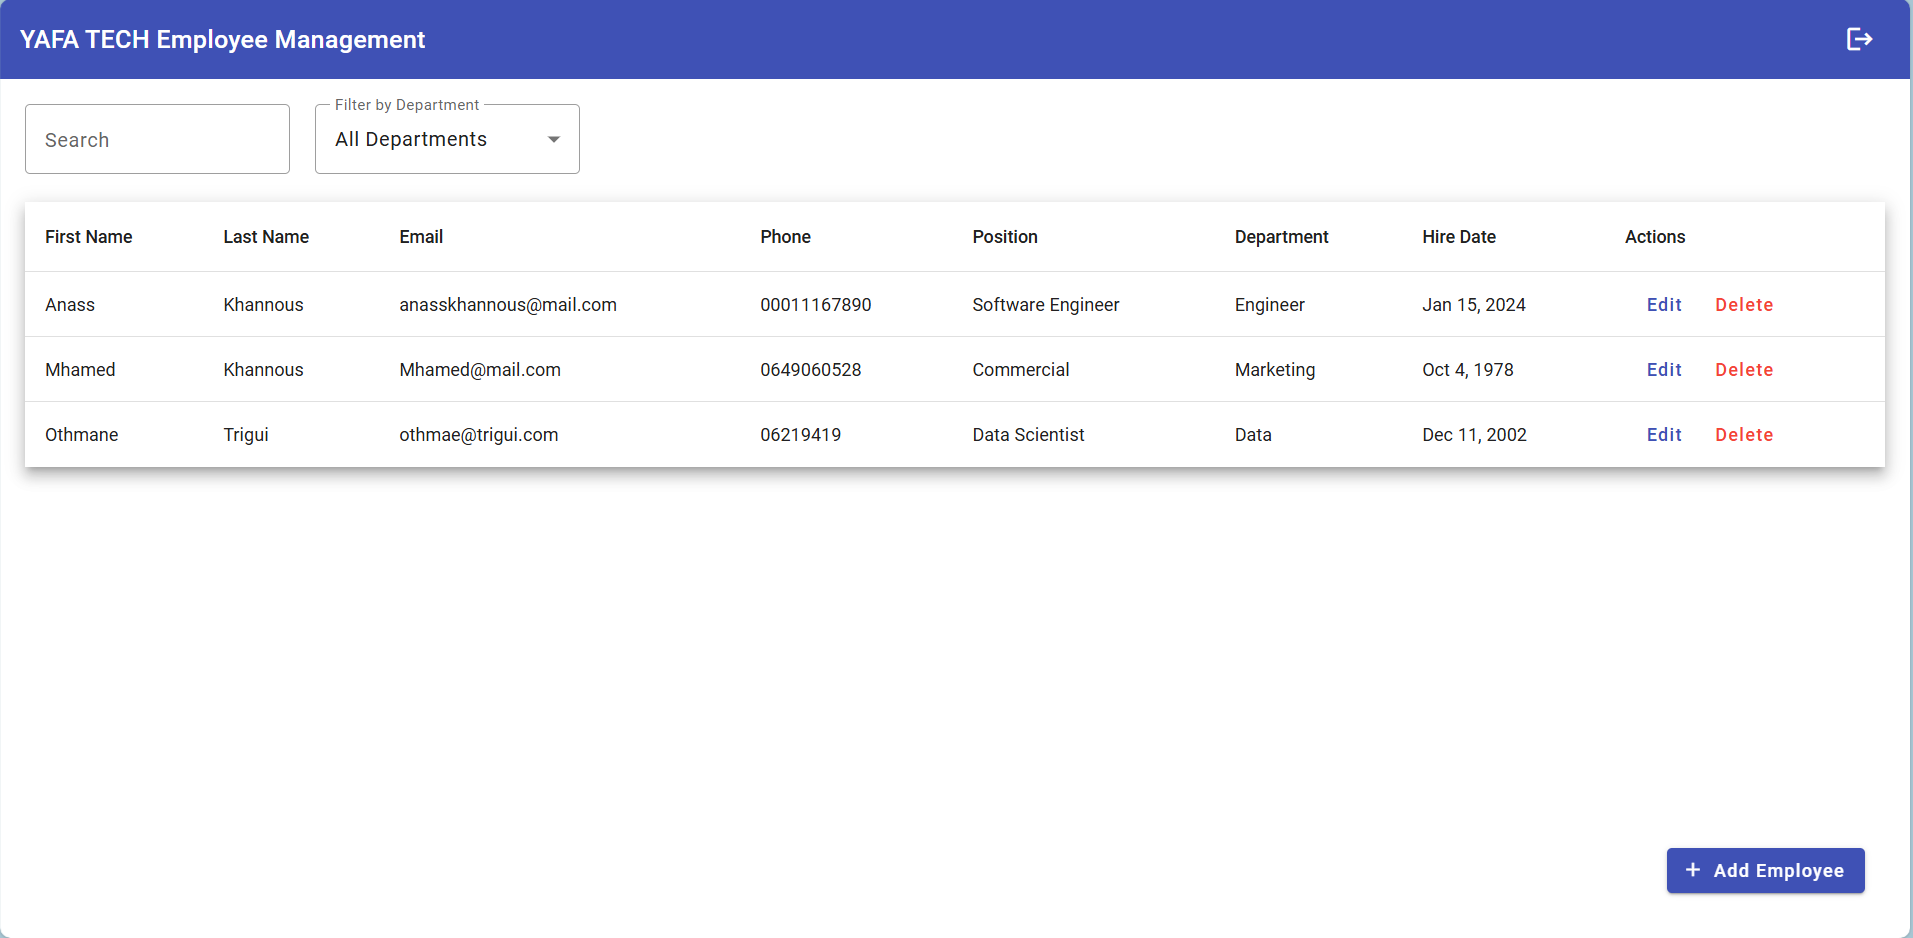 YAFA TECH Employee Management
Filter by Department
Search
All Departments
First Name Last Name Email Phone Position Department Hire Date Actions
Anass Khannous anasskhannous@mail.com 00011167890 Software Engineer Engineer Jan 15, 2024 Edit Delete
Mhamed Khannous Mhamed@mail.com 0649060528 Commercial Marketing Oct 4, 1978 Edit Delete
Othmane Trigui othmae@trigui.com 06219419 Data Scientist Data Dec 11, 2002 Edit Delete
+ Add Employee